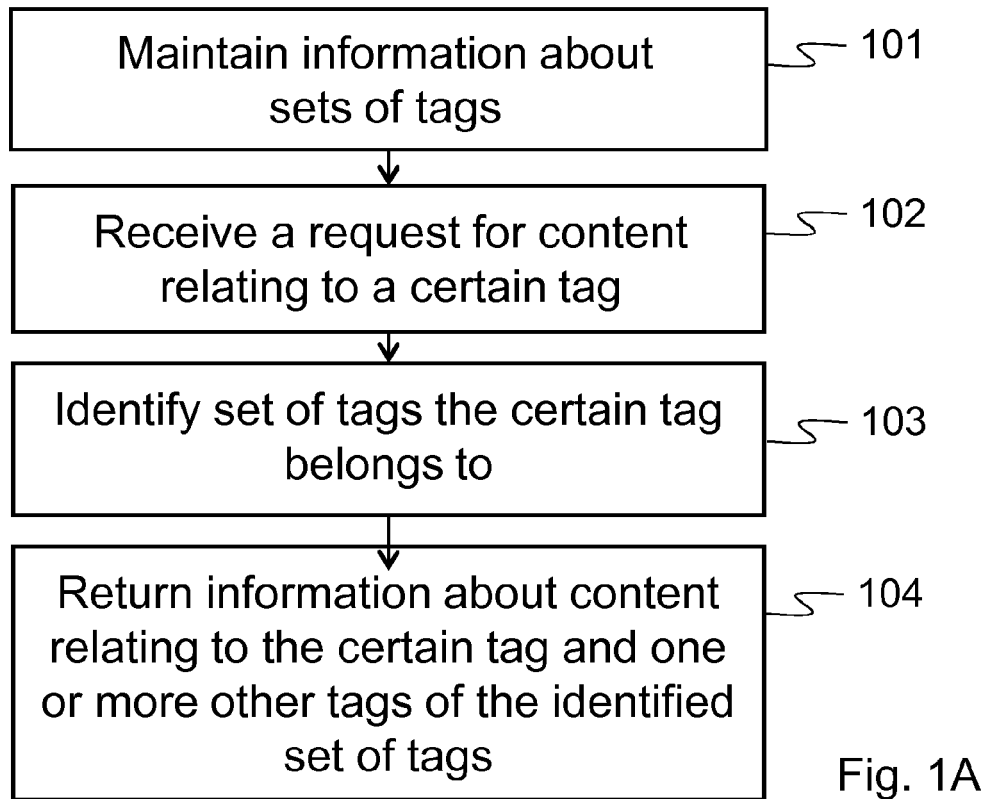 Maintain information about
sets of tags
101
Receive a request for content
relating to a certain tag
102
Identify set of tags the certain tag
belongs to
103
Return information about content
relating to the certain tag and one
or more other tags of the identified
set of tags
104
Fig. 1A